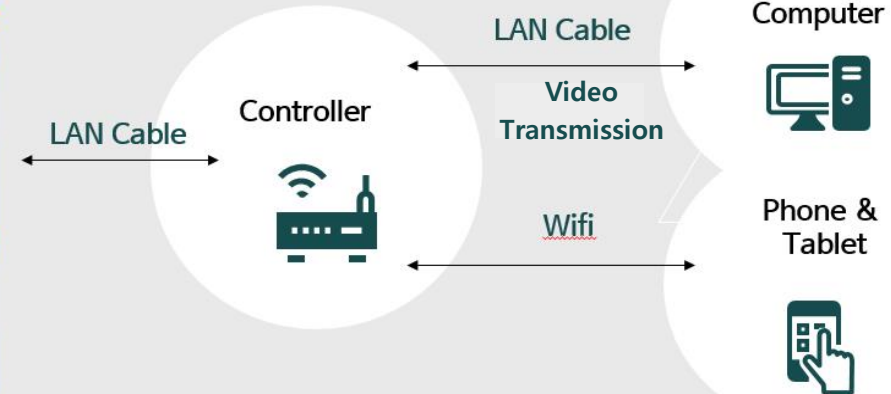 LAN Cable
Controller
LAN Cable
Video
Transmission
Wifi
Computer
Phone &
Tablet